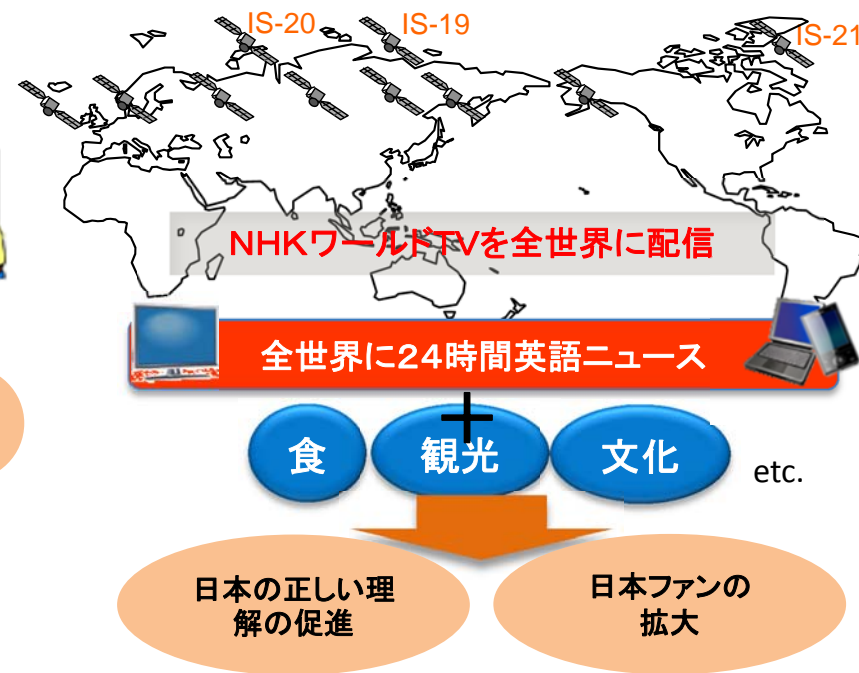 IS-20
IS-19
IS-21
NHKワールドTVを全世界に配信
全世界に24時間英語ニュース
+
食
観光
文化
etc.
日本の正しい理
解の促進
日本ファンの
拡大